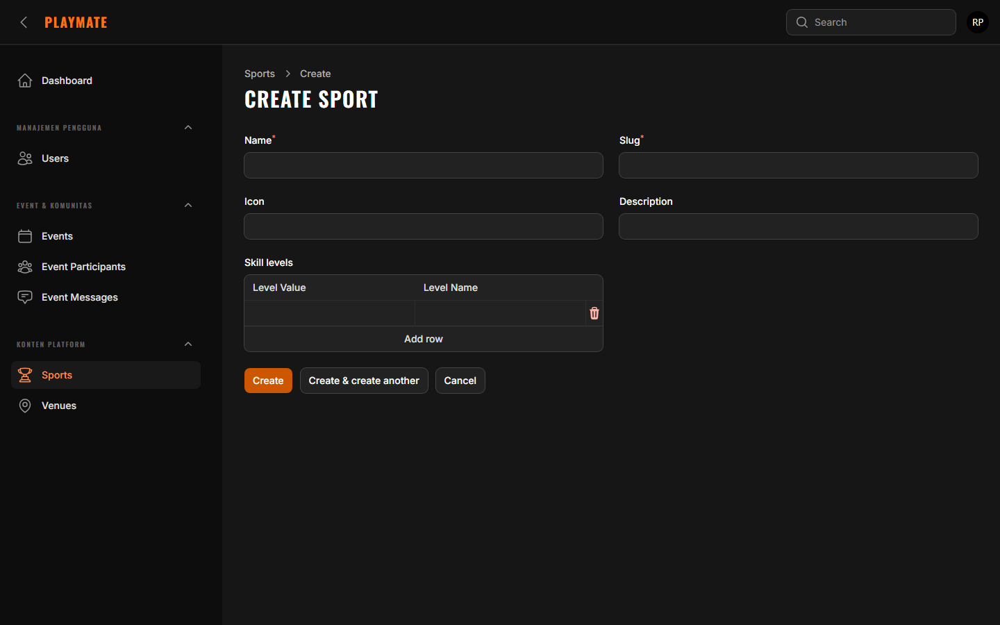 PLAYMATE
Search
RP
Dashboard
MANAJEMEN PENGGUNA
Users
EVENT & KOMUNITAS
Events
Event Participants
Event Messages
KONTEN PLATFORM
Sports
Venues
Sports > Create
CREATE SPORT
Name*
Slug*
Icon
Description
Skill levels
Level Value Level Name
Add row
Create
Create & create another
Cancel